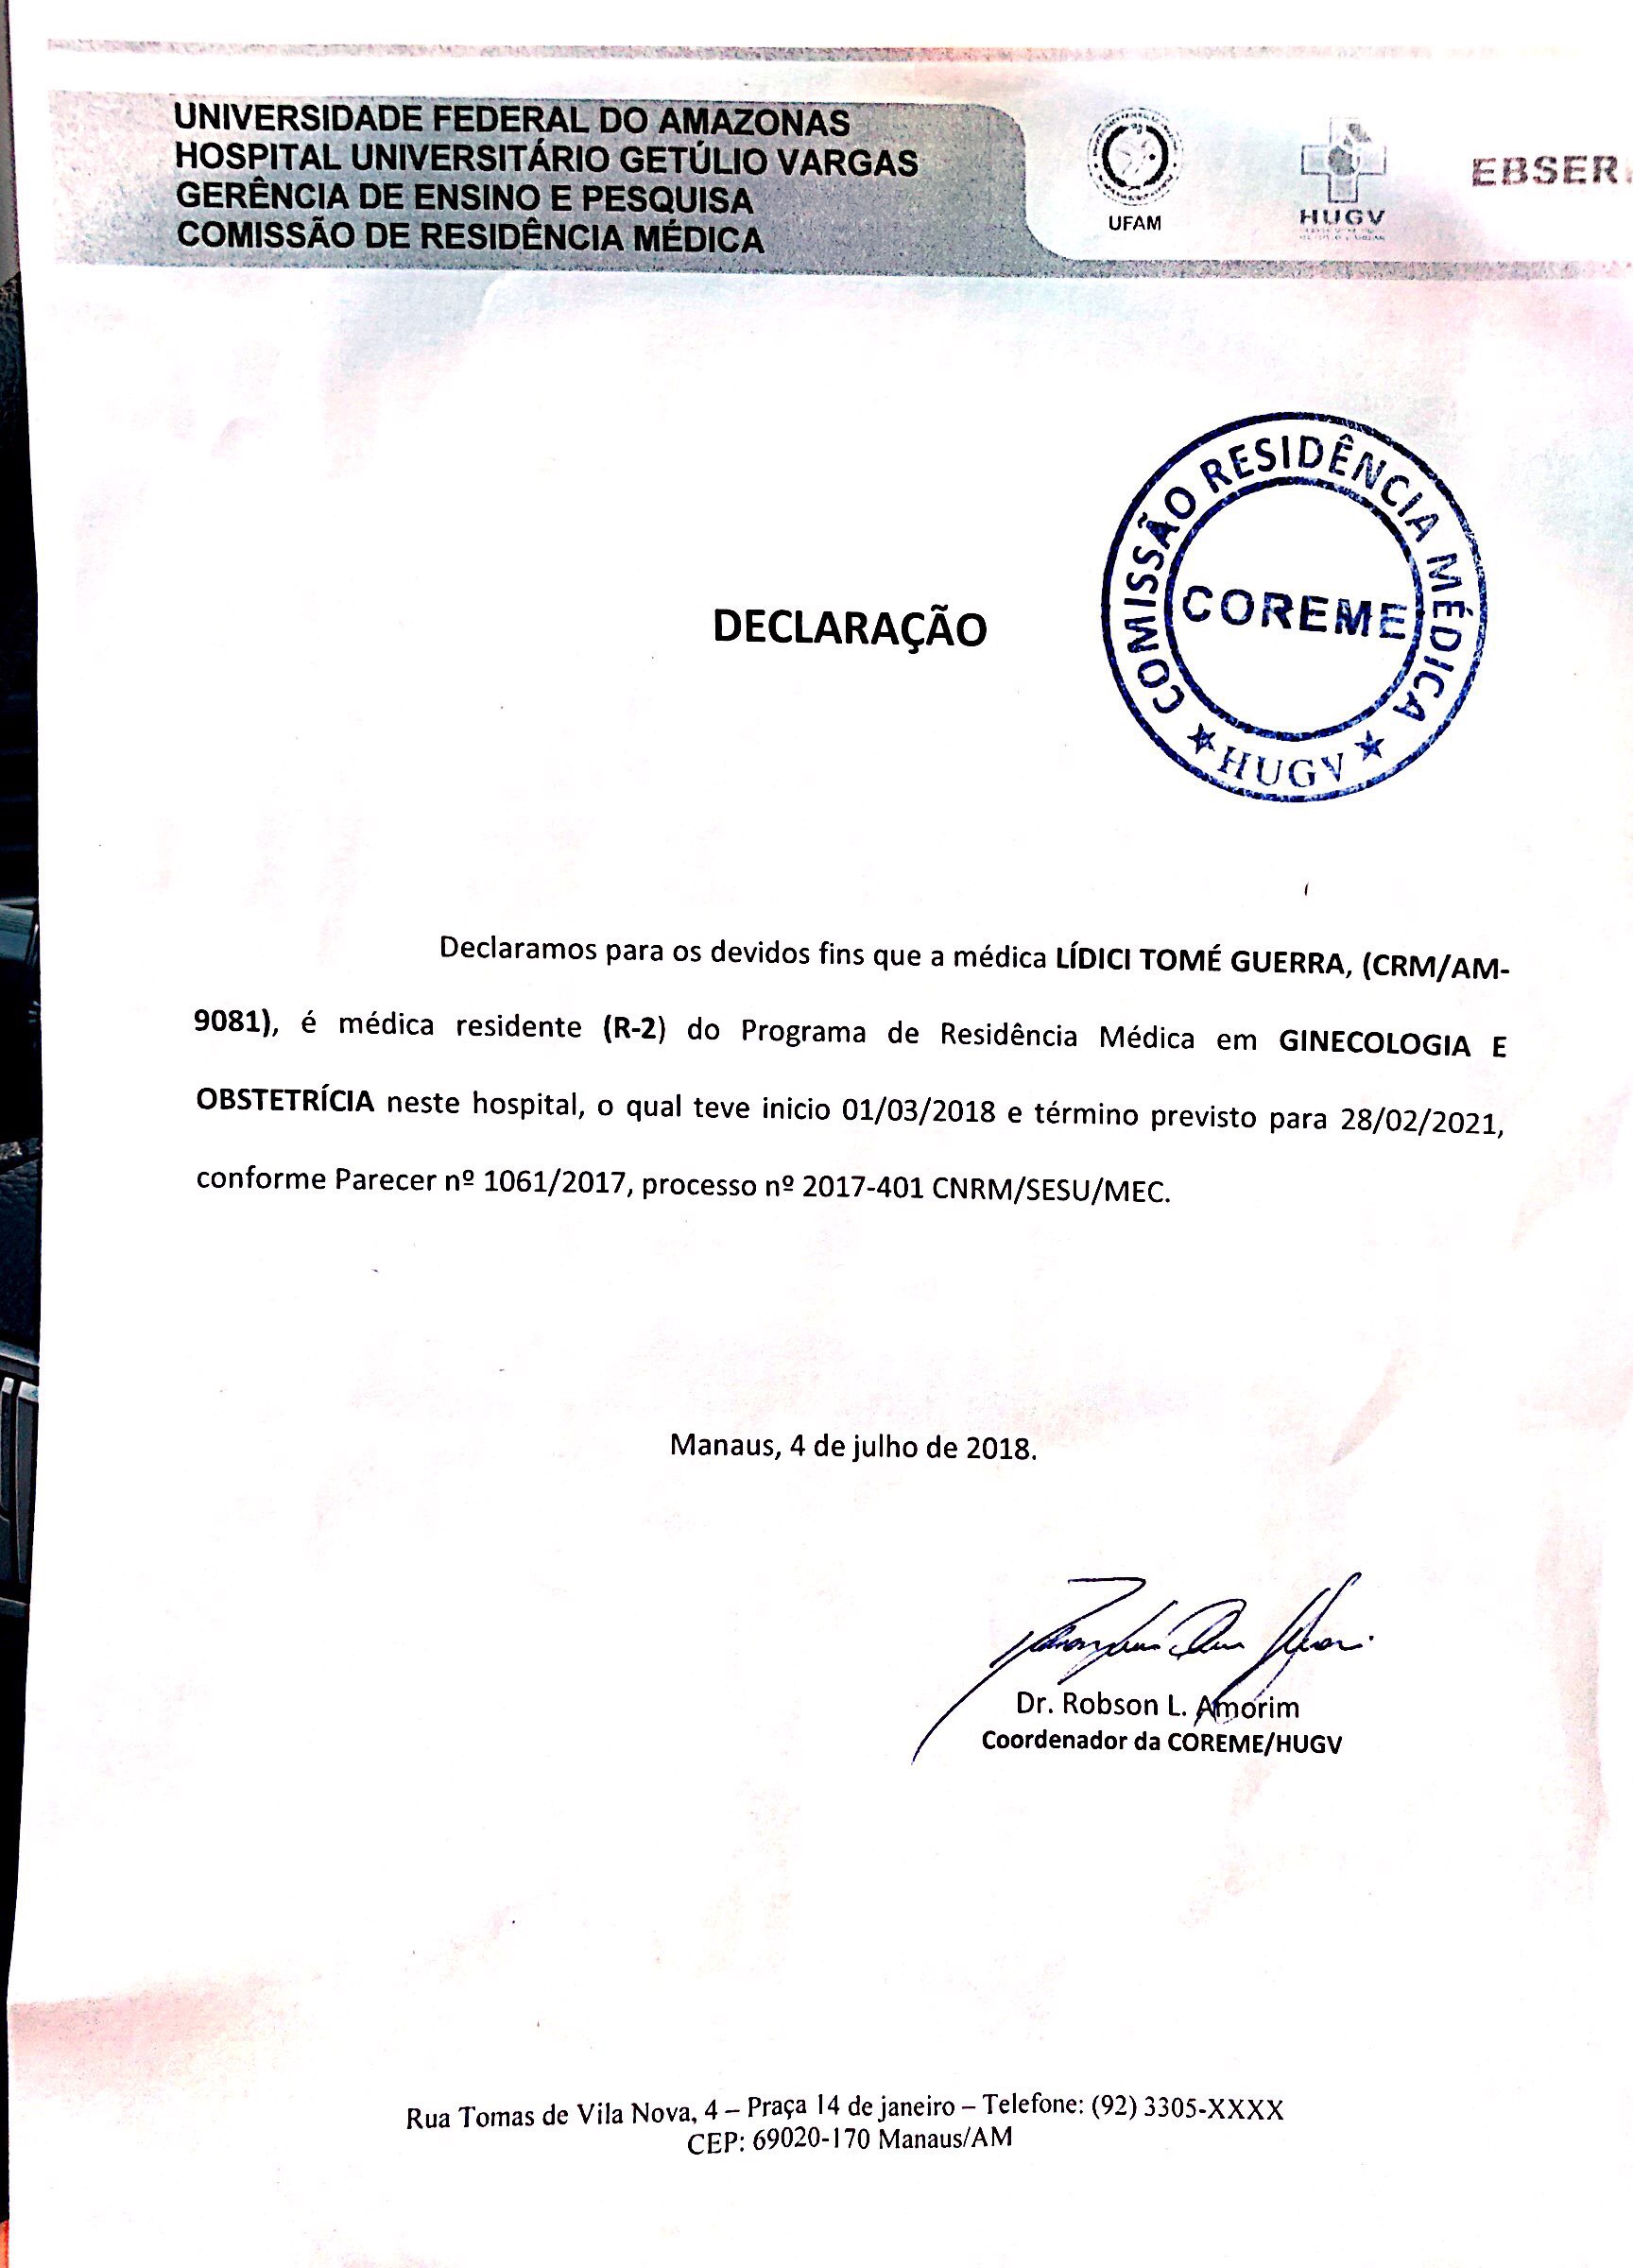 UNIVERSIDADE FEDERAL DO AMAZONAS
HOSPITAL UNIVERSITÁRIO GETÚLIO VARGAS
GERÊNCIA DE ENSINO E PESQUISA
COMISSÃO DE RESIDÊNCIA MÉDICA
UFAM
HUGV
EBSER
COMISSÃO RESIDÊNCIA MÉDICA
COREME
★ HUGV ★
DECLARAÇÃO
Declaramos para os devidos fins que a médica LÍDICI TOMÉ GUERRA, (CRM/AM-
9081), é médica residente (R-2) do Programa de Residência Médica em GINECOLOGIA E
OBSTETRÍCIA neste hospital, o qual teve inicio 01/03/2018 e término previsto para 28/02/2021,
conforme Parecer nº 1061/2017, processo nº 2017-401 CNRM/SESU/MEC.
Manaus, 4 de julho de 2018.
Dr. Robson L. Amorim
Coordenador da COREME/HUGV
Rua Tomas de Vila Nova, 4 – Praça 14 de janeiro – Telefone: (92) 3305-XXXX
CEP: 69020-170 Manaus/AM